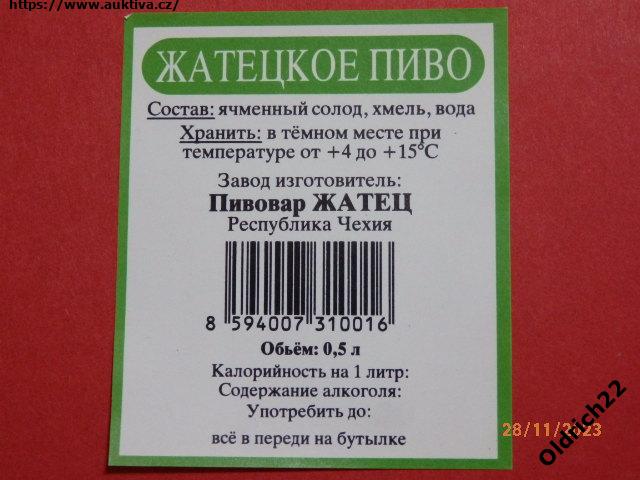 https://www.auktiva.cz/
ЖАТЕЦКОЕ ПИВО
Состав: ячменный солод, хмель, вода
Хранить: в тёмном месте при
температуре от +4 до +15°С
Завод изготовитель:
Пивовар ЖАТЕЦ
Республика Чехия
8 594007 310016
Обьём: 0,5 л
Калорийность на 1 литр:
Содержание алкоголя:
Употребить до:
всё в переди на бутылке
28/11/2023
Oldrich22